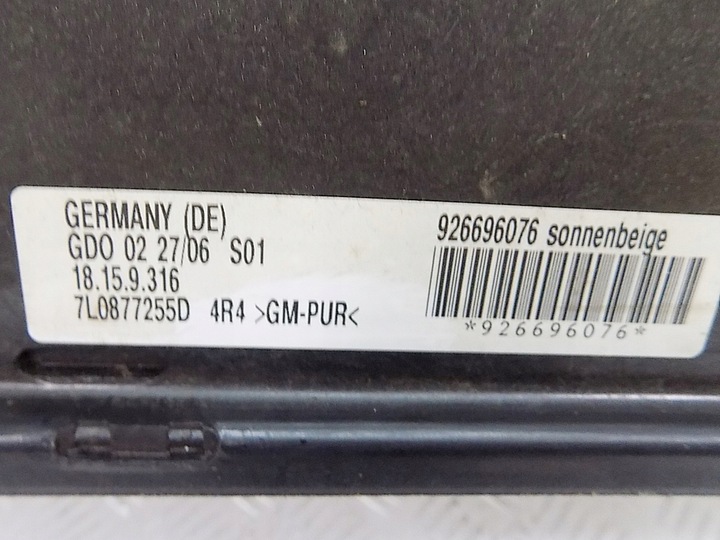 GERMANY (DE)
GDO 02 27/06 S01
18.15.9.316
7L0877255D 4R4 >GM-PUR<
926696076 sonnenbeige
*926696076*